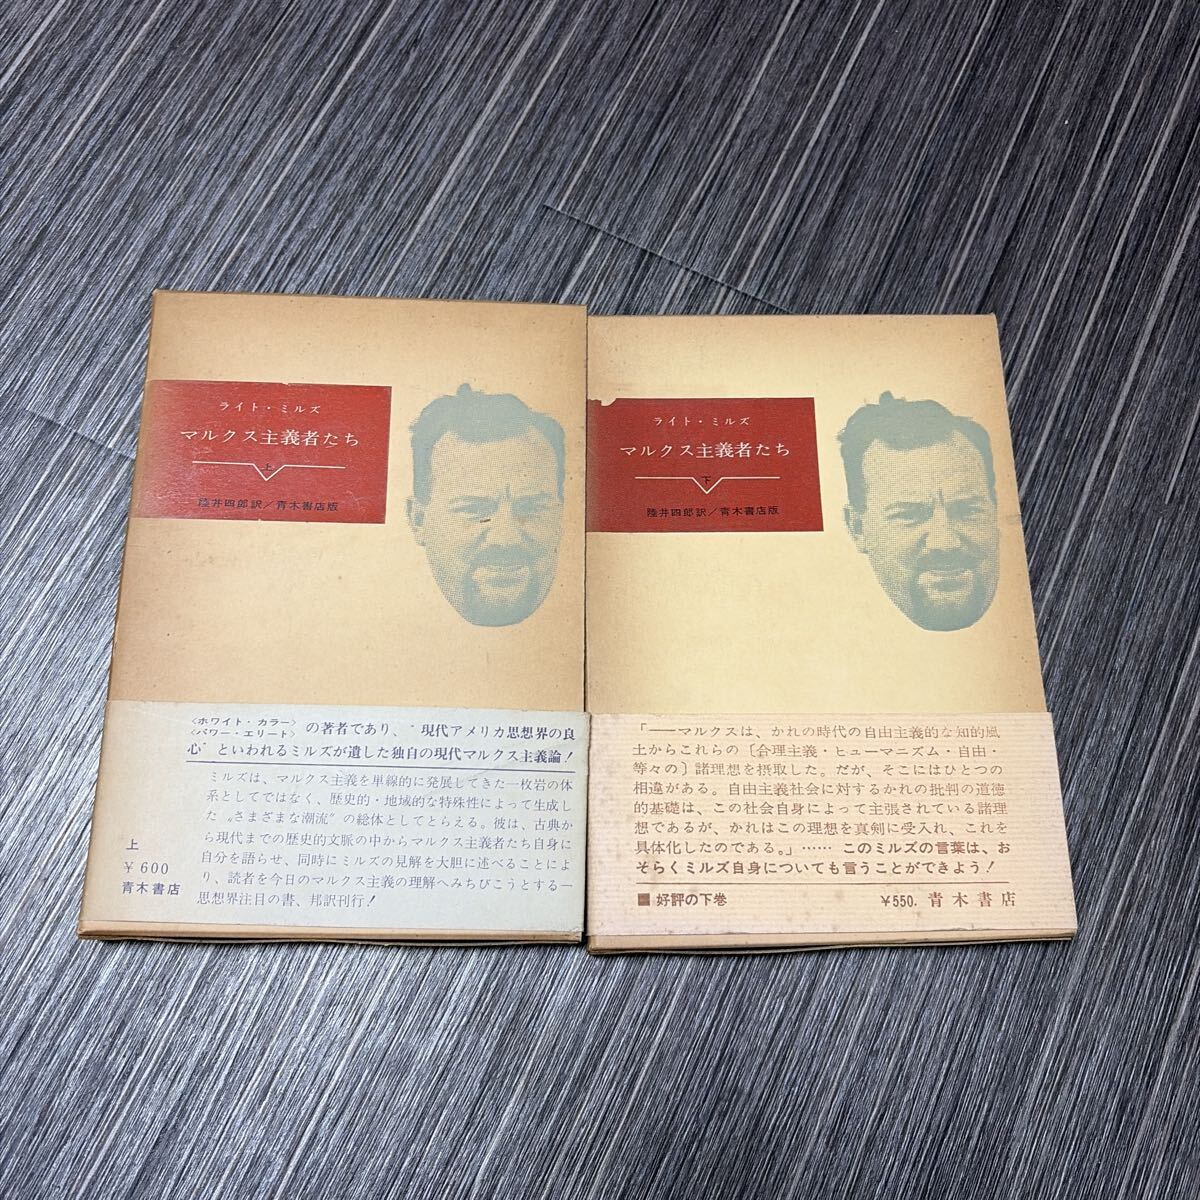 ライト・ミルズ
マルクス主義者たち
上
陸井四郎訳／青木書店版
〈ホワイト・カラー〉
〈パワー・エリート〉の著者であり、“現代アメリカ思想界の良
心”といわれるミルズが遺した独自の現代マルクス主義論！
ミルズは、マルクス主義を単線的に発展してきた一枚岩の体
系としてではなく、歴史的・地域的な特殊性によって生成し
た“さまざまな潮流”の総体としてとらえる。彼は、古典か
ら現代までの歴史的文脈の中からマルクス主義者たち自身に
自分を語らせ、同時にミルズの見解を大胆に述べることによ
り、読者を今日のマルクス主義の理解へみちびこうとする―
思想界注目の書、邦訳刊行！
上
￥600
青木書店
ライト・ミルズ
マルクス主義者たち
下
陸井四郎訳／青木書店版
「――マルクスは、かれの時代の自由主義的な知的風
土からこれらの〔合理主義・ヒューマニズム・自由・
等々の〕諸理想を摂取した。だが、そこにはひとつの
相違がある。自由主義社会に対するかれの批判の道徳
的基礎は、この社会自身によって主張されている諸理
想であるが、かれはこの理想を真剣に受入れ、これを
具体化したのである。」…… このミルズの言葉は、お
そらくミルズ自身についても言うことができよう！
■好評の下巻
￥550. 青木書店